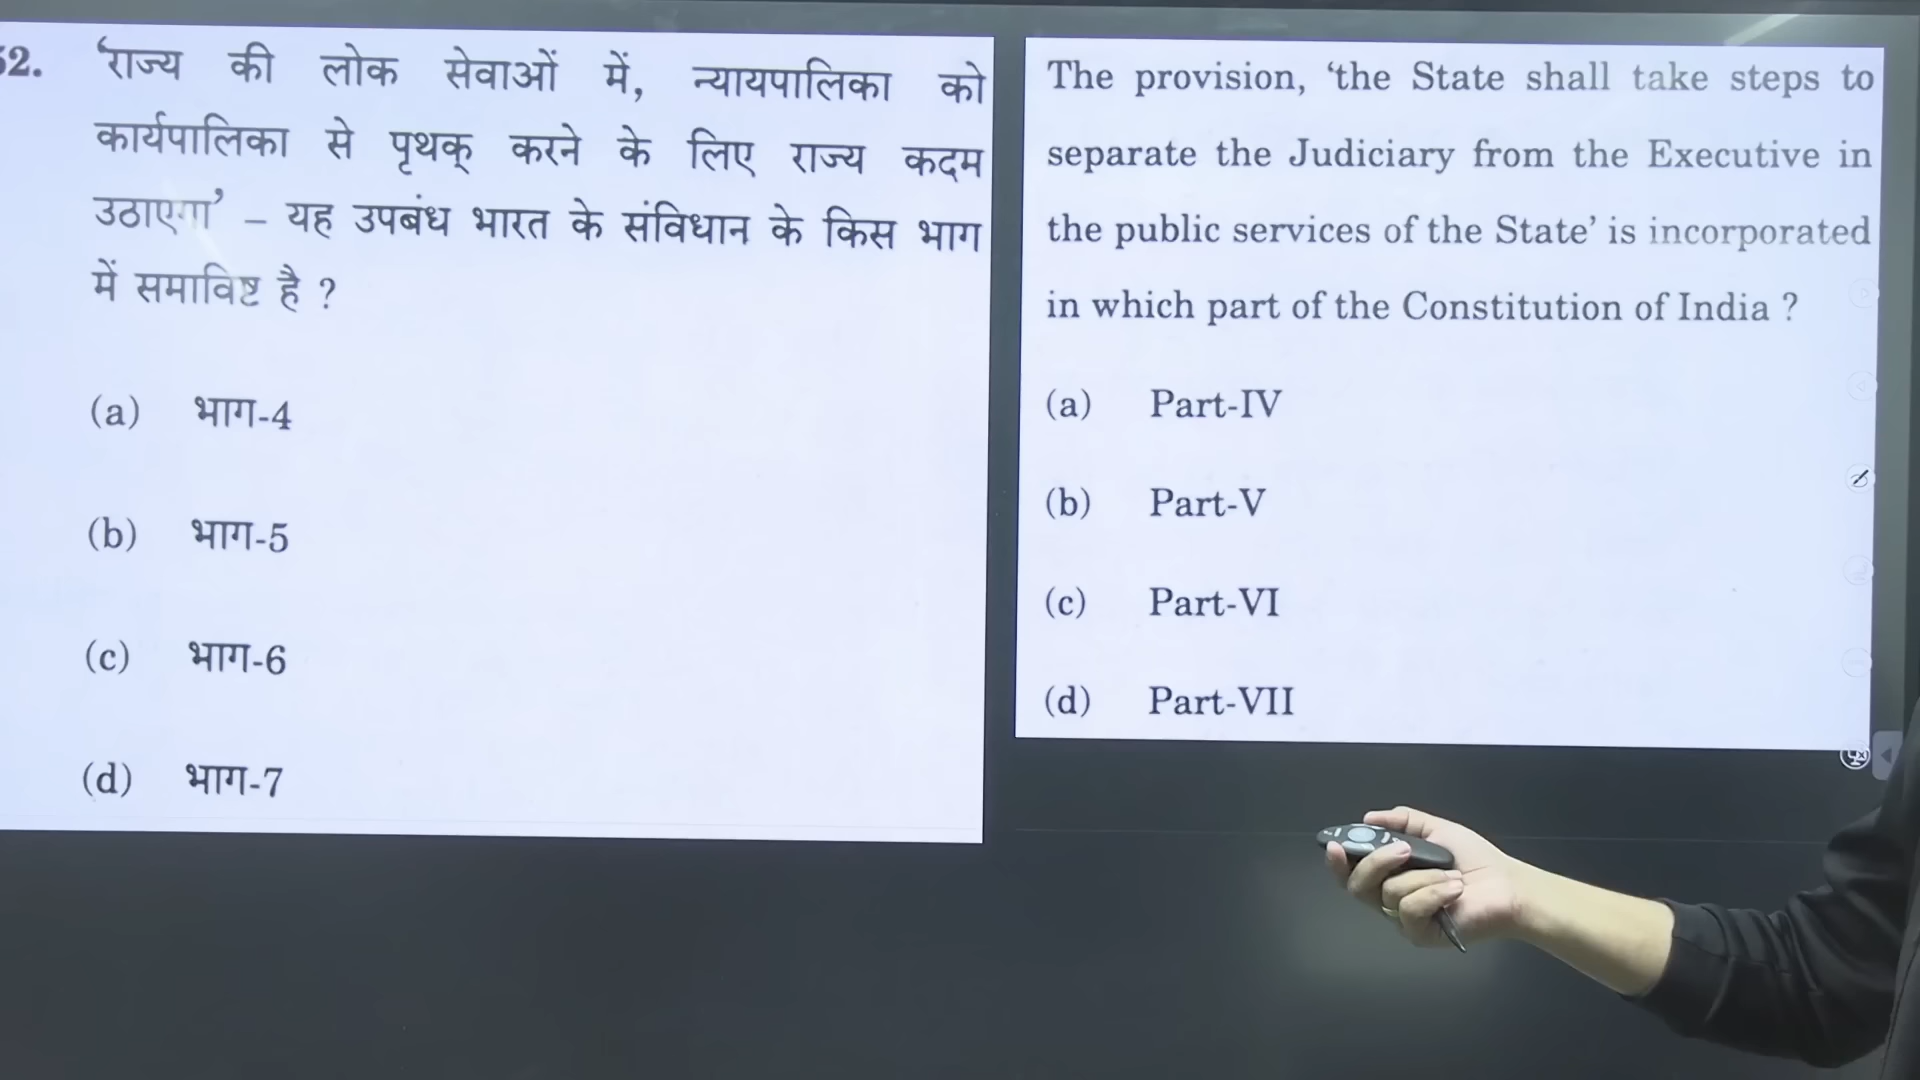 52. ‘राज्य की लोक सेवाओं में, न्यायपालिका को
कार्यपालिका से पृथक् करने के लिए राज्य कदम
उठाएगा’ – यह उपबंध भारत के संविधान के किस भाग
में समाविष्ट है ?
(a) भाग-4
(b) भाग-5
(c) भाग-6
(d) भाग-7
The provision, ‘the State shall take steps to
separate the Judiciary from the Executive in
the public services of the State’ is incorporated
in which part of the Constitution of India ?
(a) Part-IV
(b) Part-V
(c) Part-VI
(d) Part-VII